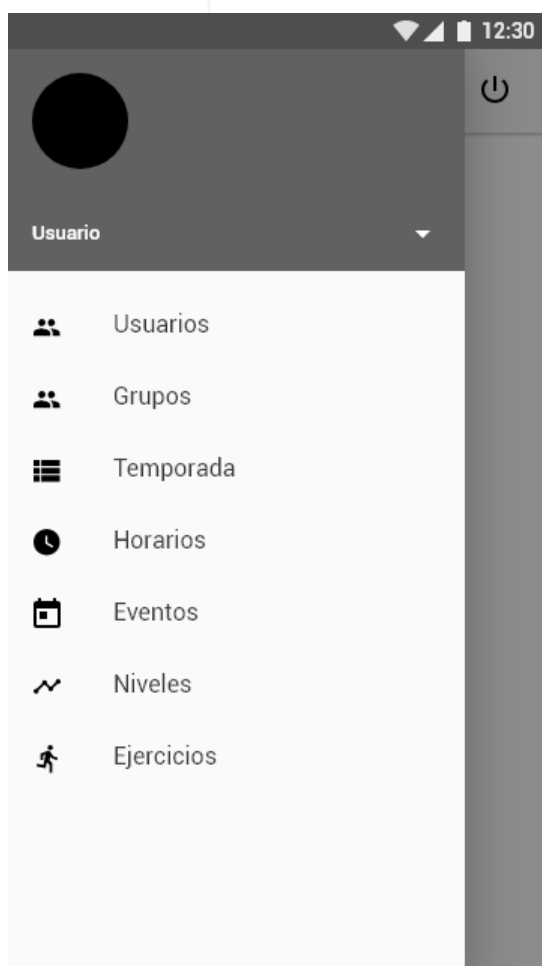 12:30
Usuario
Usuarios
Grupos
Temporada
Horarios
Eventos
Niveles
Ejercicios